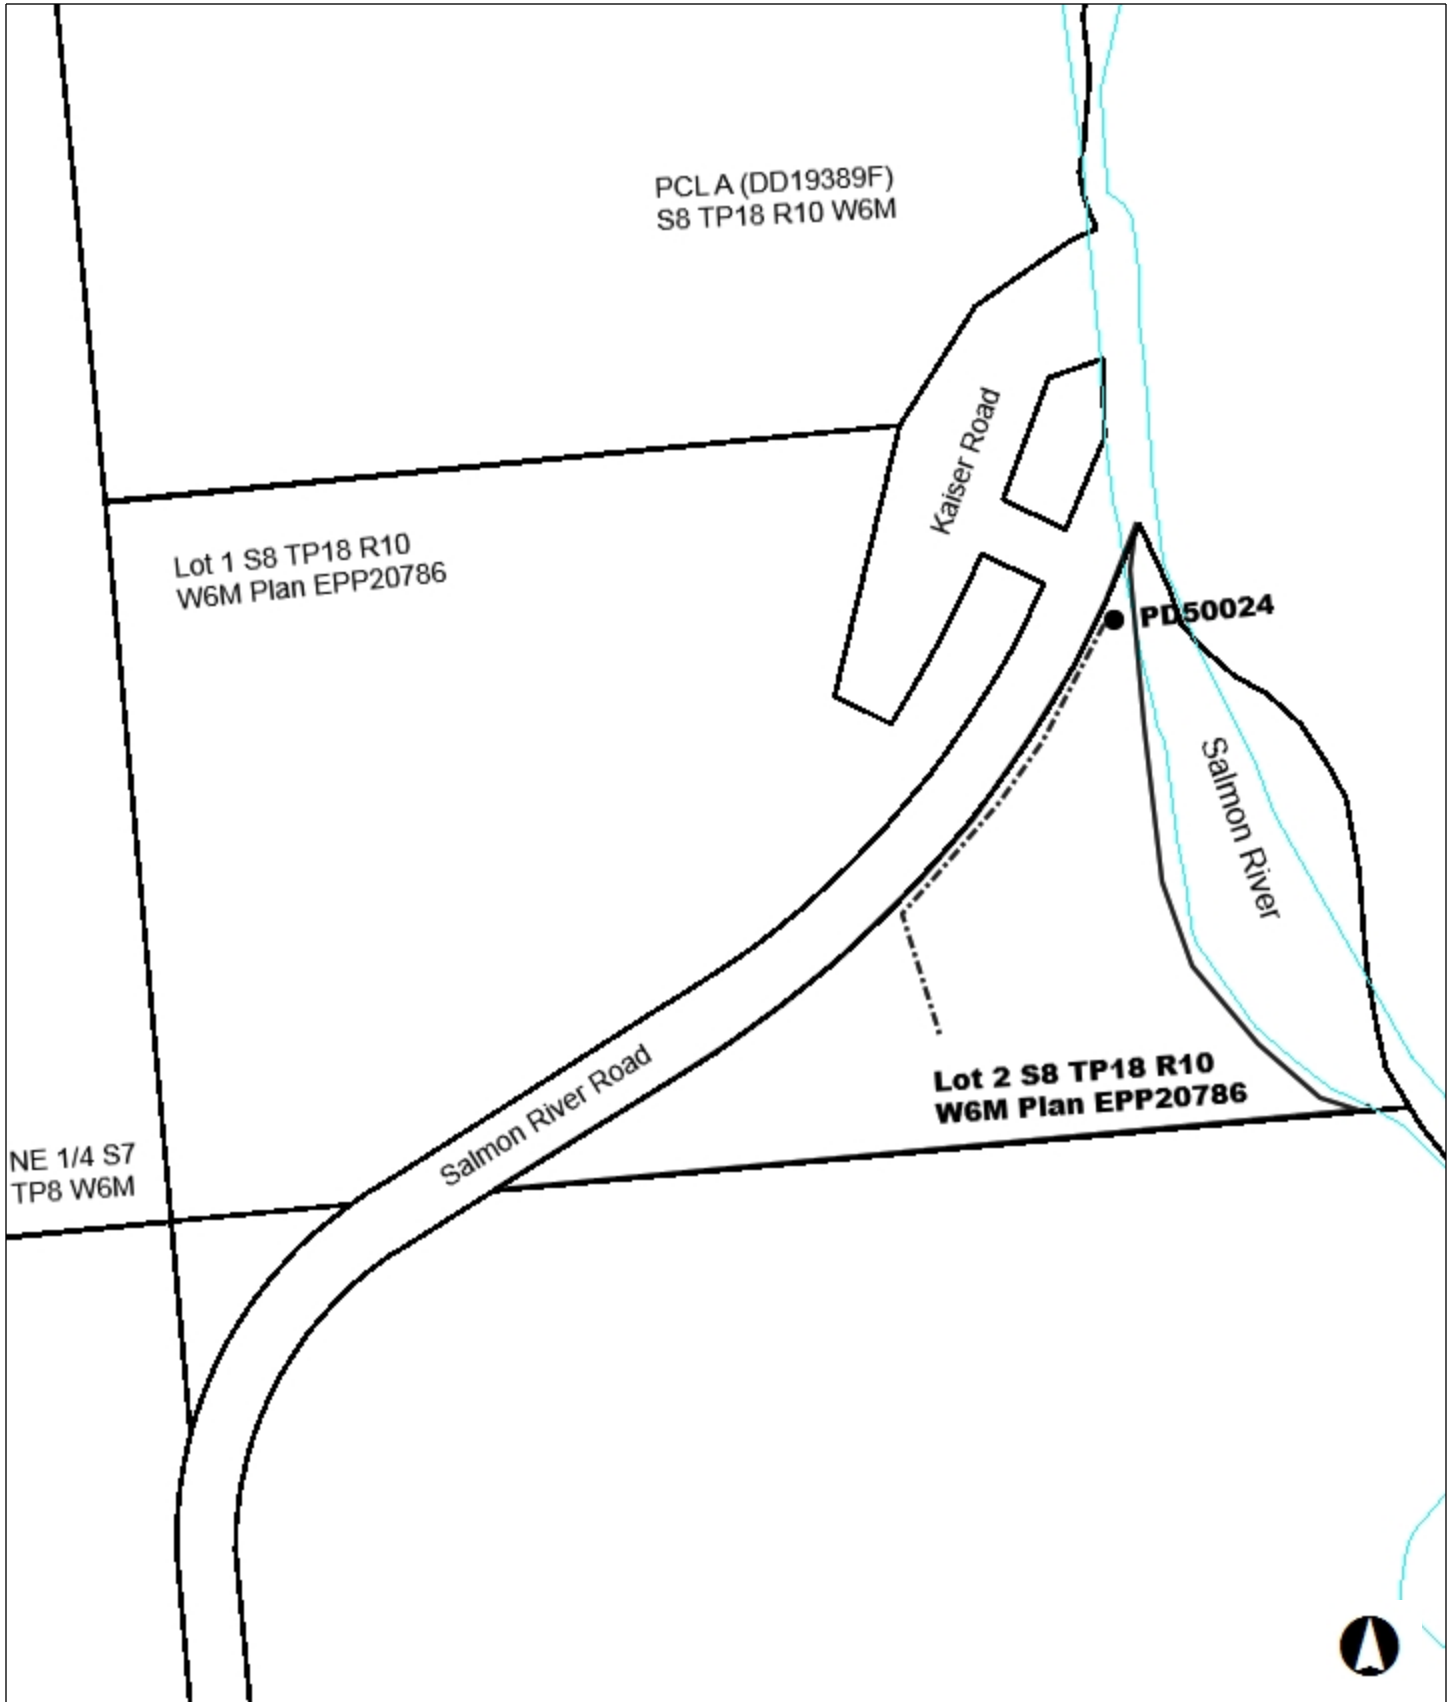 PCL A (DD19389F)
S8 TP18 R10 W6M
Kaiser Road
Lot 1 S8 TP18 R10
W6M Plan EPP20786
PD50024
Salmon River
Salmon River Road
Lot 2 S8 TP18 R10
W6M Plan EPP20786
NE 1/4 S7
TP8 W6M